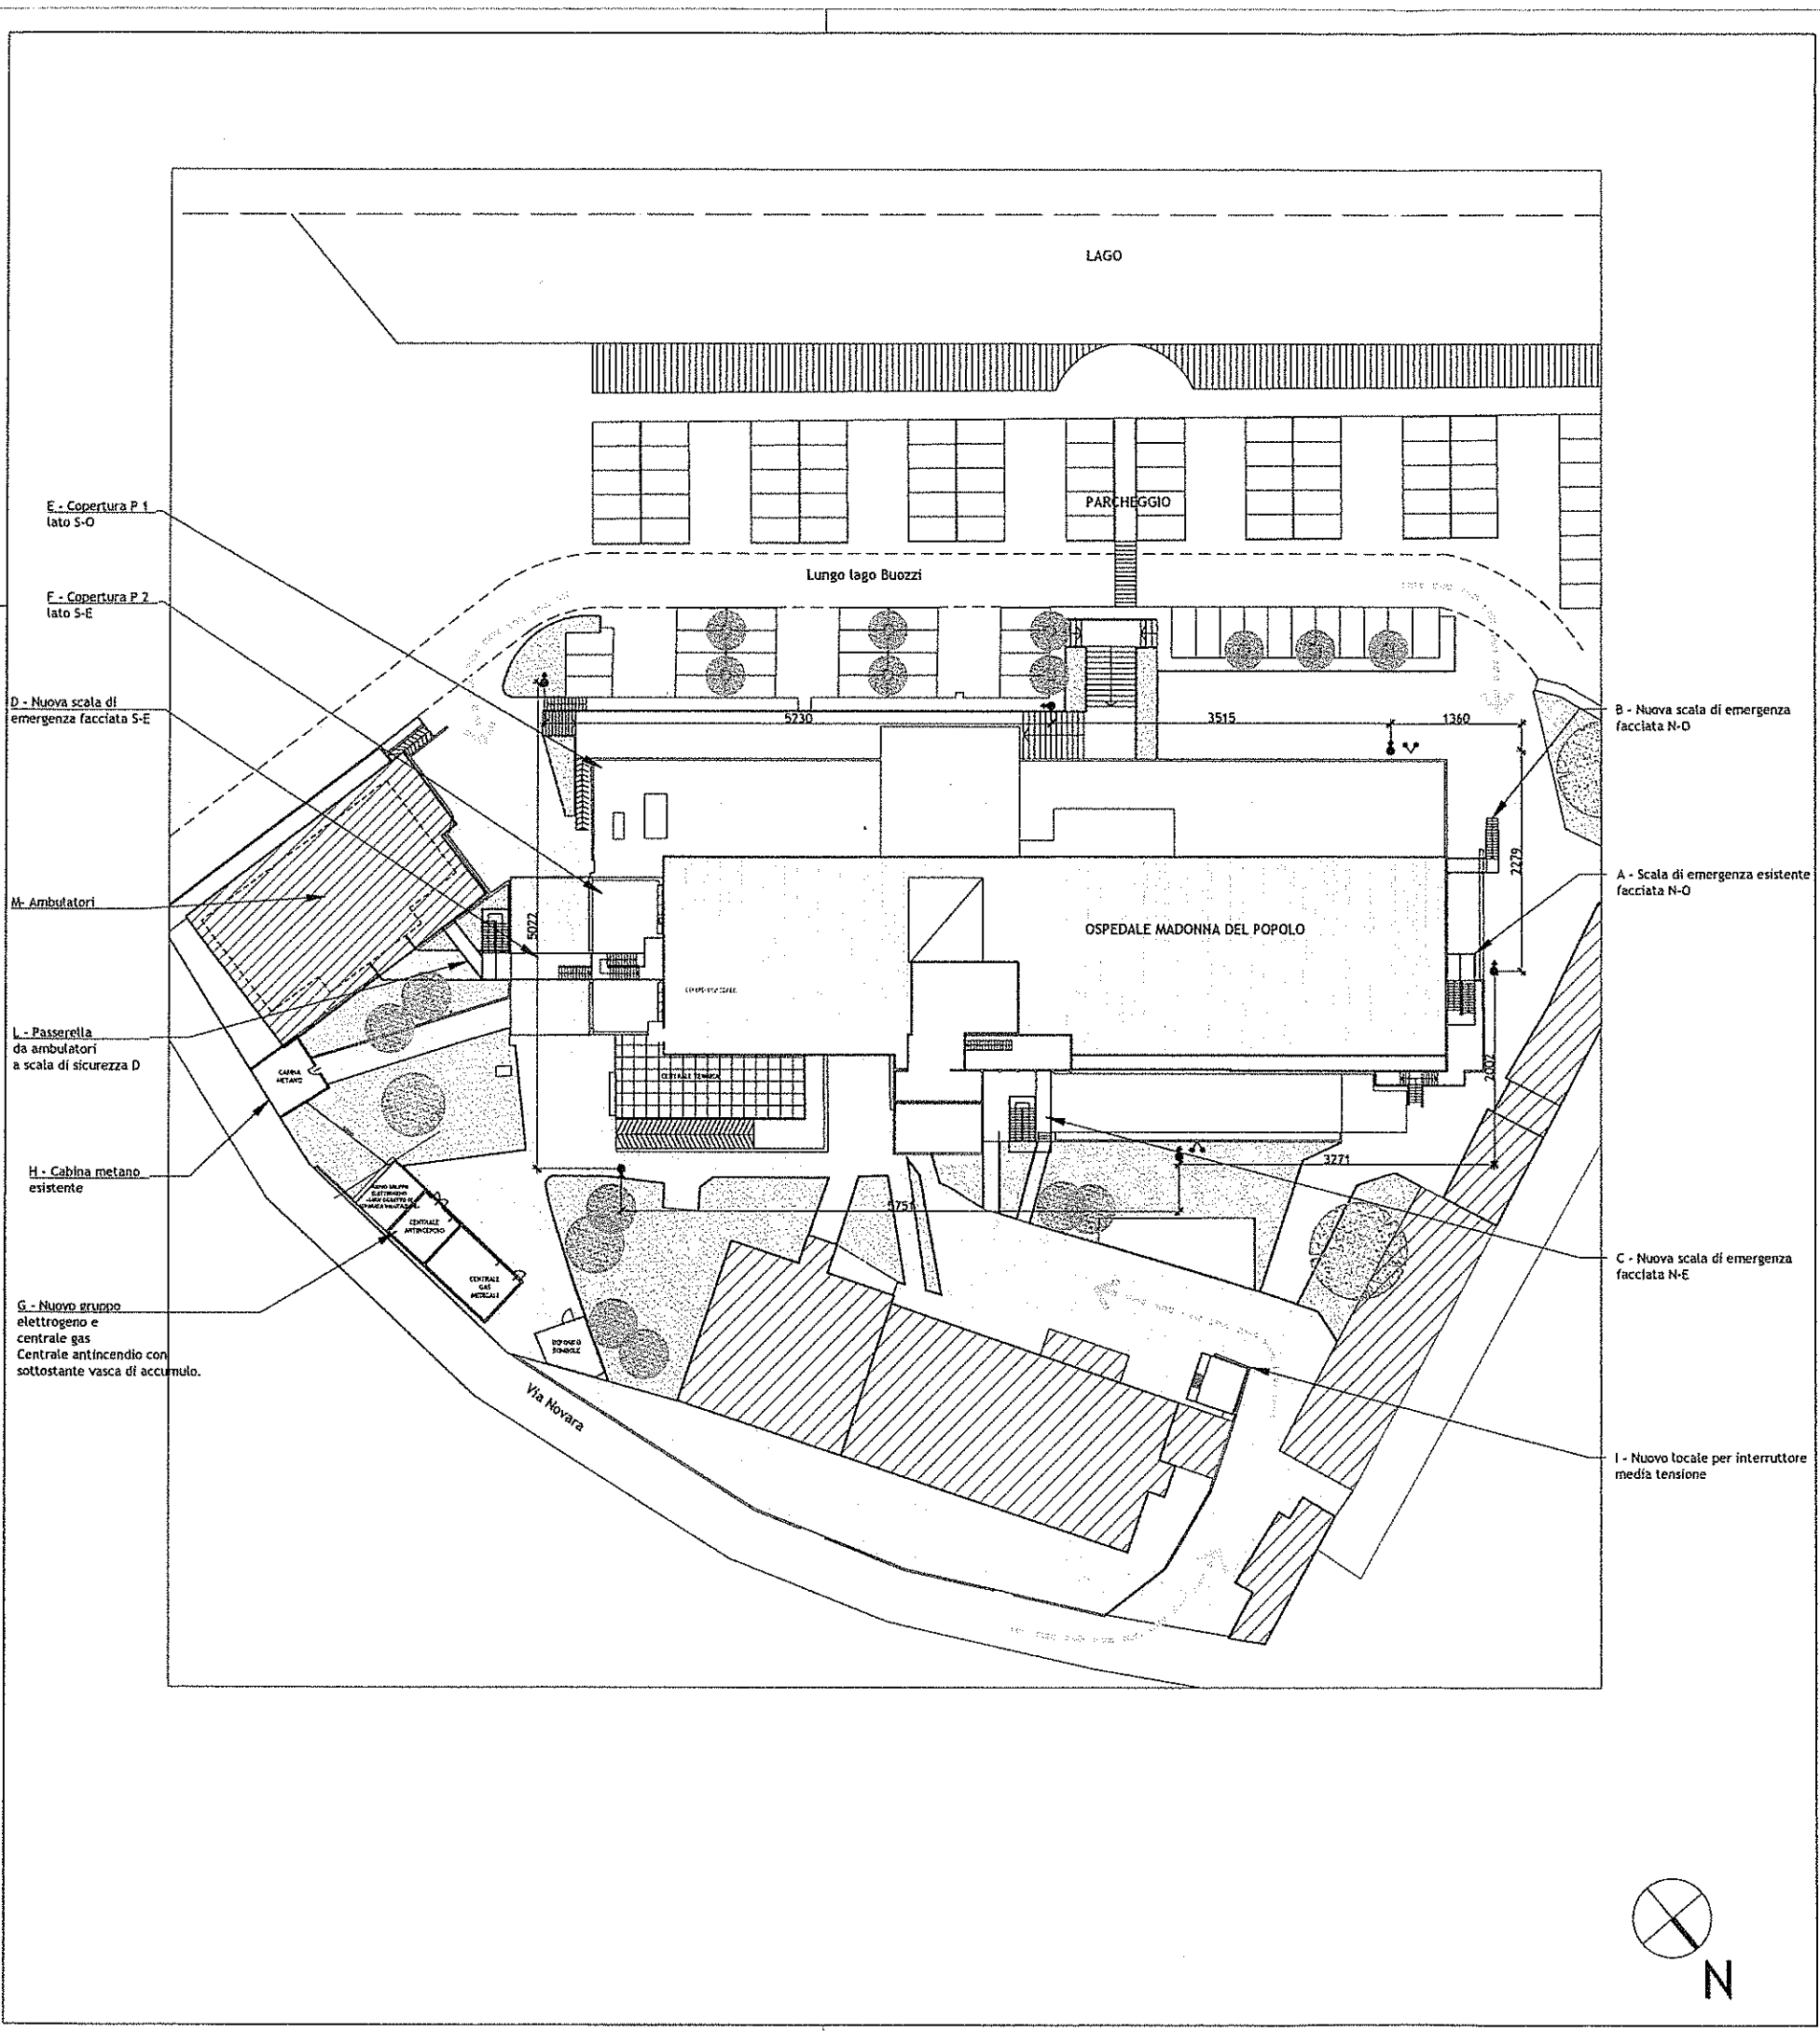 LAGO
PARCHEGGIO
Lungo lago Buozzi
E - Copertura P 1
lato S-O
F - Copertura P 2
lato S-E
D - Nuova scala di
emergenza facciata S-E
M- Ambulatori
L - Passerella
da ambulatori
a scala di sicurezza D
H - Cabina metano
esistente
G - Nuovo gruppo
elettrogeno e
centrale gas
Centrale antincendio con
sottostante vasca di accumulo.
B - Nuova scala di emergenza
facciata N-O
A - Scala di emergenza esistente
facciata N-O
C - Nuova scala di emergenza
facciata N-E
I - Nuovo locale per interruttore
media tensione
5230
3515
1360
2279
5022
OSPEDALE MADONNA DEL POPOLO
2002
3271
5751
CABINA
METANO
CENTRALE TERMICA
CENTRALE
ANTINCENDIO
CENTRALE
GAS
MEDICALI
DEPOSITO
BOMBOLE
Via Novara
N